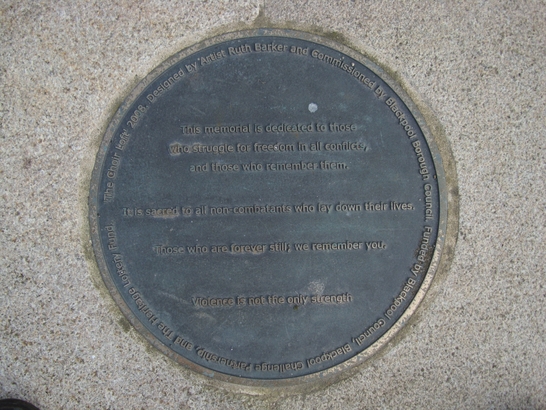 'The Choir Loft' 2008. Designed by Artist Ruth Barker and Commissioned by Blackpool Borough Council. Funded by Blackpool Council, Blackpool Challenge Partnership, and The Heritage Lottery Fund.
This memorial is dedicated to those
who struggle for freedom in all conflicts,
and those who remember them.
It is sacred to all non-combatants who lay down their lives.
Those who are forever still; we remember you.
Violence is not the only strength